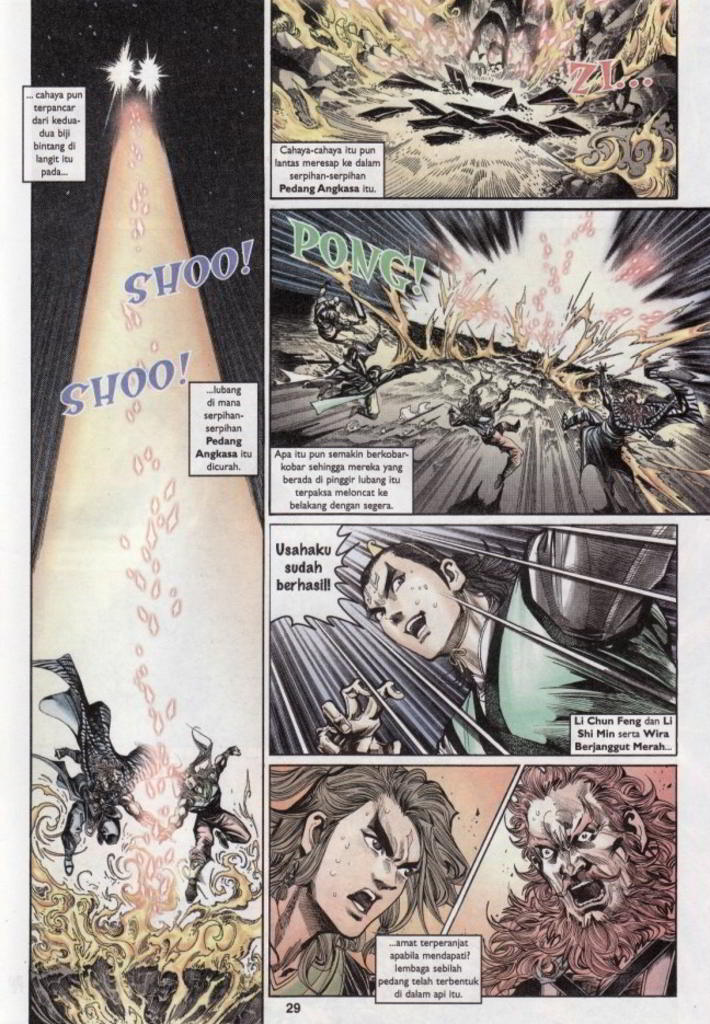 ... cahaya pun
terpancar
dari kedua-
dua biji
bintang di
langit itu
pada...
SHOO!
SHOO!
...lubang
di mana
serpihan-
serpihan
Pedang
Angkasa itu
dicurah.
ZI...
Cahaya-cahaya itu pun
lantas meresap ke dalam
serpihan-serpihan
Pedang Angkasa itu.
PONG!
Apa itu pun semakin berkobar-
kobar sehingga mereka yang
berada di pinggir lubang itu
terpaksa meloncat ke
belakang dengan segera.
Usahaku
sudah
berhasil!
Li Chun Feng dan Li
Shi Min serta Wira
Berjanggut Merah...
...amat terperanjat
apabila mendapati?
lembaga sebilah
pedang telah terbentuk
di dalam api itu.
29